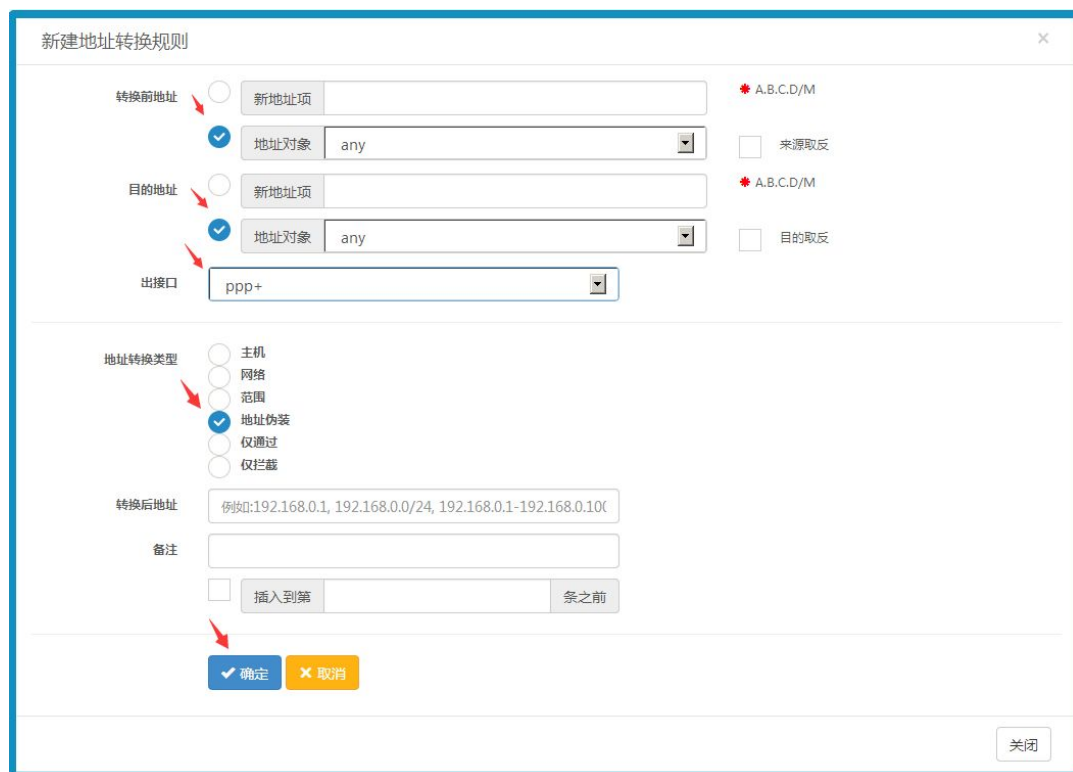 新建地址转换规则 ×
转换前地址 新地址项 * A.B.C.D/M
地址对象 any 来源取反
目的地址 新地址项 * A.B.C.D/M
地址对象 any 目的取反
出接口 ppp+
地址转换类型 主机
网络
范围
地址伪装
仅通过
仅拦截
转换后地址 例如:192.168.0.1, 192.168.0.0/24, 192.168.0.1-192.168.0.10
备注
插入到第 条之前
确定 取消
关闭